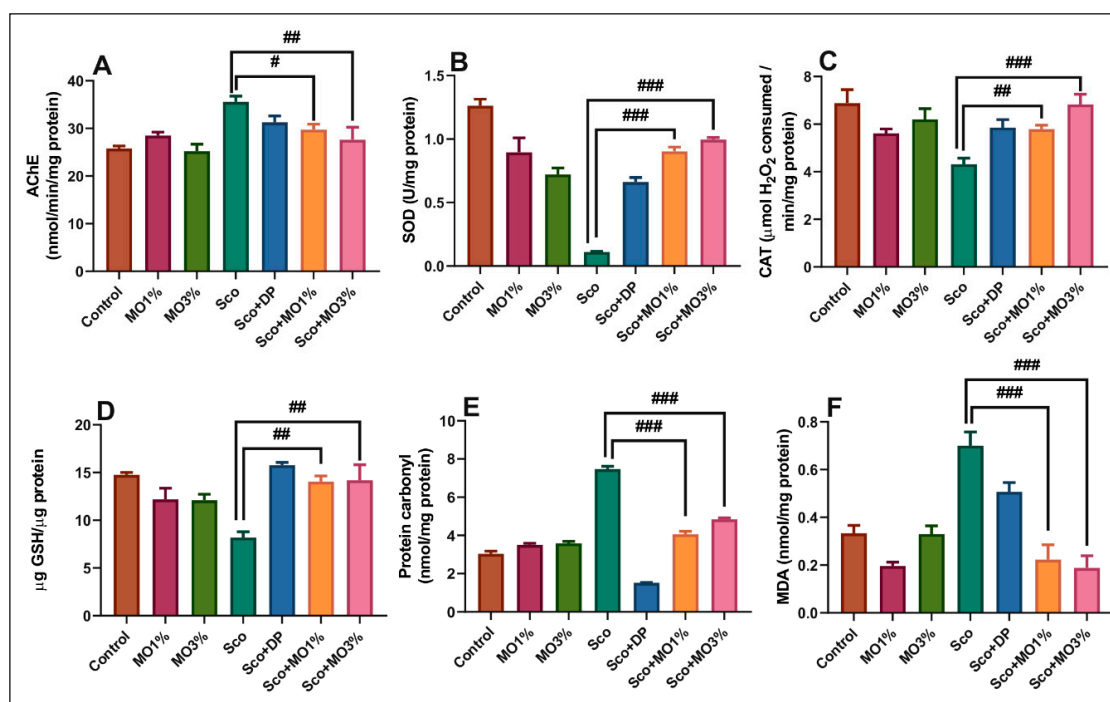 A
##
#
AChE
(nmol/min/mg protein)
40
30
20
10
0
Control
MO1%
MO3%
Sco
Sco+DP
Sco+MO1%
Sco+MO3%
B
###
###
SOD (U/mg protein)
1.5
1.0
0.5
0.0
Control
MO1%
MO3%
Sco
Sco+DP
Sco+MO1%
Sco+MO3%
C
###
##
CAT (μmol H₂O₂ consumed /
min/mg protein)
8
6
4
2
0
Control
MO1%
MO3%
Sco
Sco+DP
Sco+MO1%
Sco+MO3%
D
##
##
μg GSH/μg protein
20
15
10
5
0
Control
MO1%
MO3%
Sco
Sco+DP
Sco+MO1%
Sco+MO3%
E
###
###
Protein carbonyl
(nmol/mg protein)
10
8
6
4
2
0
Control
MO1%
MO3%
Sco
Sco+DP
Sco+MO1%
Sco+MO3%
F
###
###
MDA (nmol/mg protein)
0.8
0.6
0.4
0.2
0.0
Control
MO1%
MO3%
Sco
Sco+DP
Sco+MO1%
Sco+MO3%